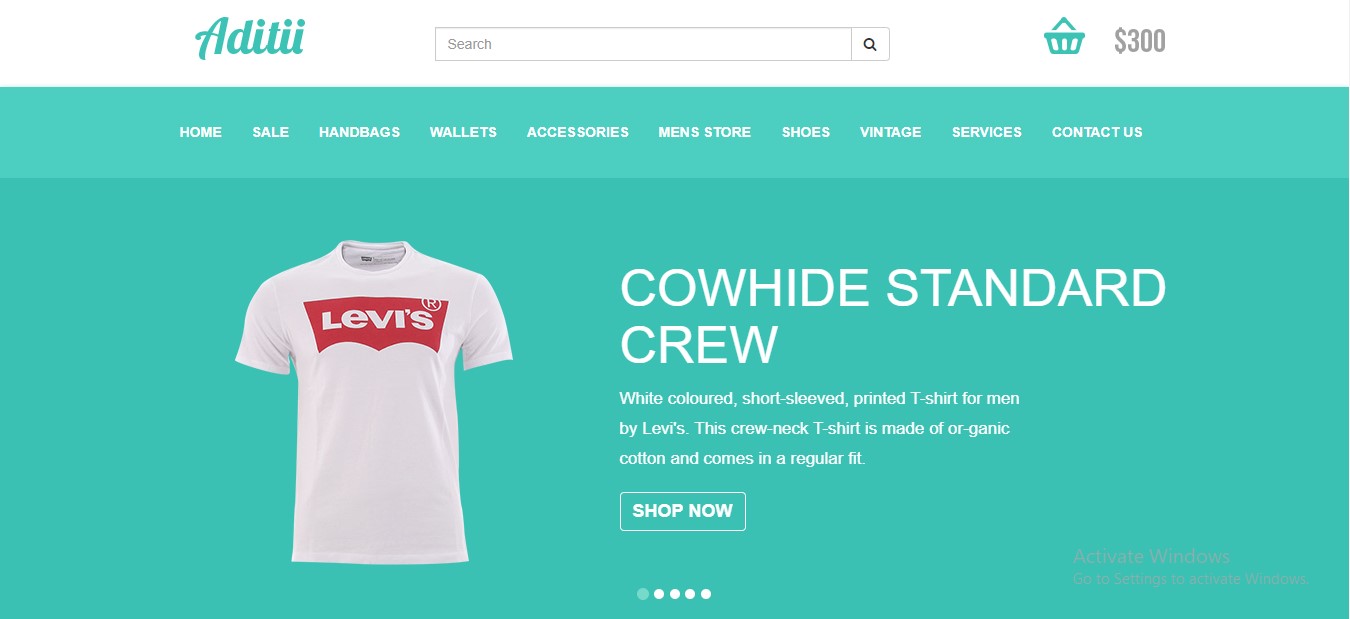 Aditii
Search
$300
HOME SALE HANDBAGS WALLETS ACCESSORIES MENS STORE SHOES VINTAGE SERVICES CONTACT US
LEVI'S
®
COWHIDE STANDARD
CREW
White coloured, short-sleeved, printed T-shirt for men
by Levi's. This crew-neck T-shirt is made of or-ganic
cotton and comes in a regular fit.
SHOP NOW
Activate Windows
Go to Settings to activate Windows.